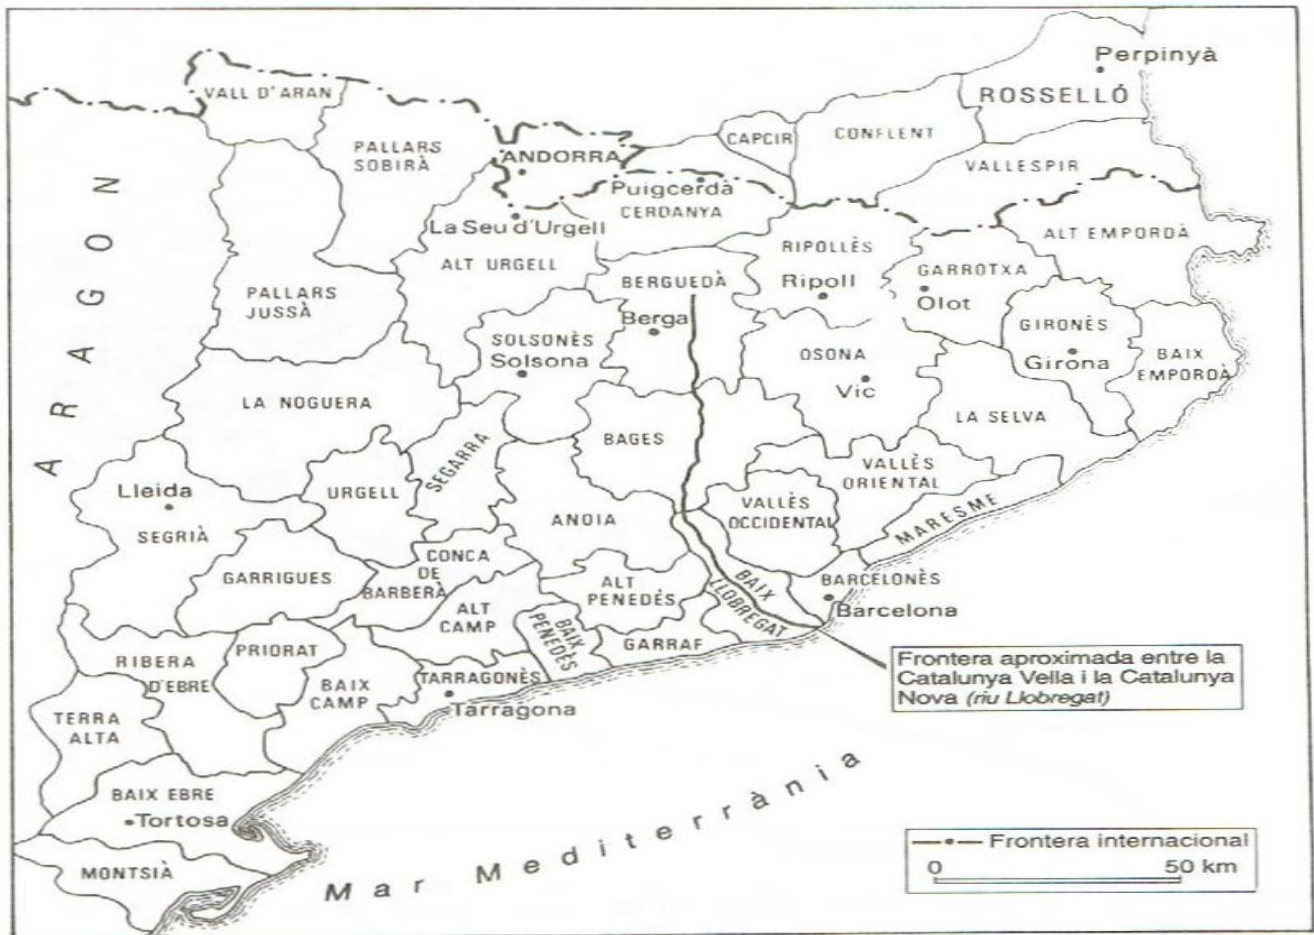 Perpinyà
ROSSELLÓ
VALL D'ARAN
CAPCIR
CONFLENT
PALLARS
SOBIRÀ
ANDORRA
VALLESPIR
Puigcerdà
CERDANYA
La Seu d'Urgell
ALT URGELL
RIPOLLÈS
Ripoll
ALT EMPORDÀ
GARROTXA
Olot
ARAGON
PALLARS
JUSSÀ
BERGUEDÀ
Berga
SOLSONÈS
Solsona
OSONA
Vic
GIRONÈS
Girona
BAIX
EMPORDÀ
LA NOGUERA
LA SELVA
BAGES
SEGARRA
URGELL
Lleida
SEGRIÀ
ANOIA
VALLÈS
ORIENTAL
VALLÈS
OCCIDENTAL
MARESME
GARRIGUES
CONCA
DE
BARBERÀ
ALT
CAMP
ALT
PENEDÈS
BAIX
PENEDÈS
GARRAF
BAIX
LLOBREGAT
BARCELONÈS
Barcelona
RIBERA
D'EBRE
PRIORAT
BAIX
CAMP
TARRAGONÈS
Tarragona
TERRA
ALTA
BAIX EBRE
Tortosa
MONTSIÀ
Frontera aproximada entre la
Catalunya Vella i la Catalunya
Nova (riu Llobregat)
Mar Mediterrània
Frontera internacional
0 50 km